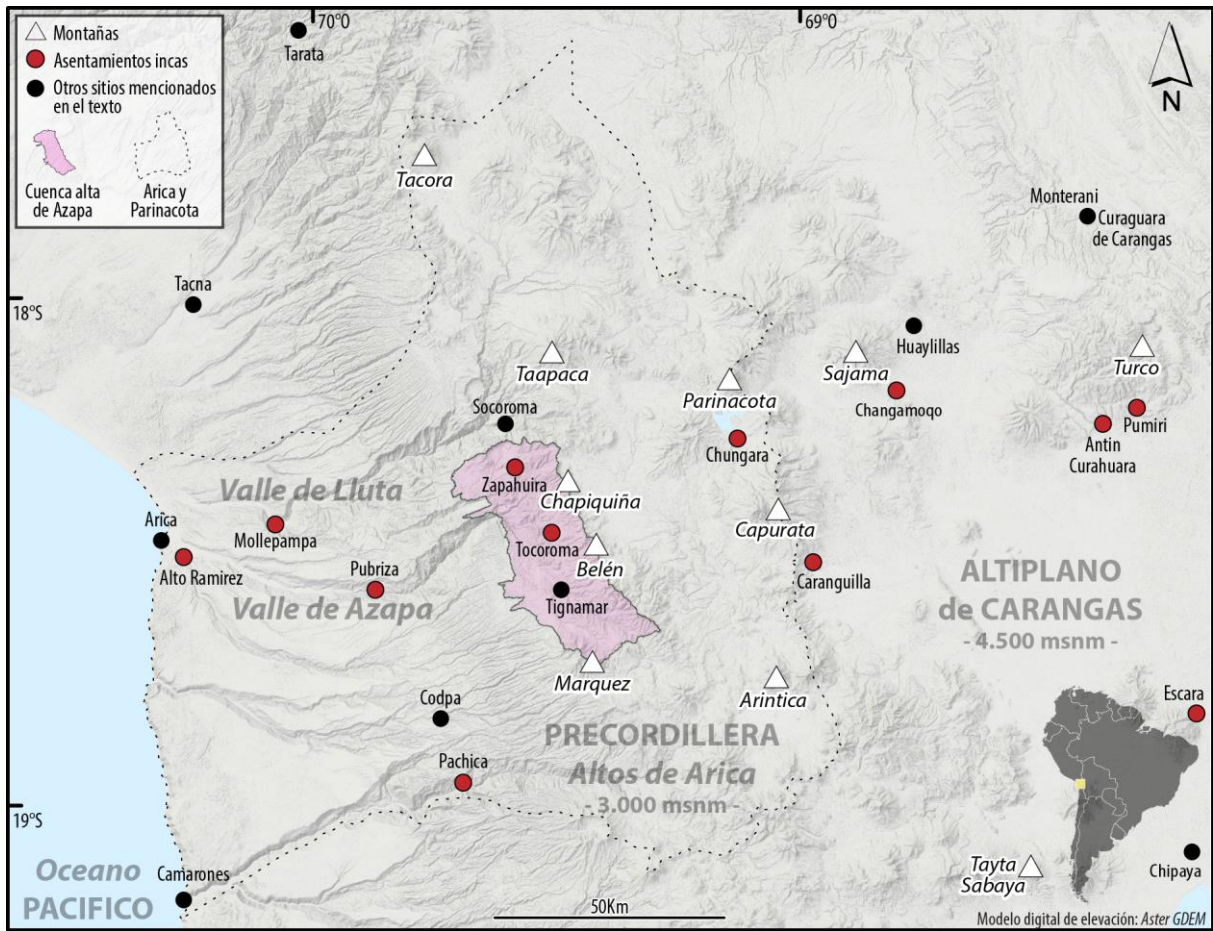 70°0
69°0
Montañas
Asentamientos incas
Otros sitios mencionados
en el texto
Cuenca alta
de Azapa
Arica y
Parinacota
N
Tarata
Tacora
Monterani
Curaguara
de Carangas
Tacna
18°S
Huaylillas
Taapaca
Parinacota
Sajama
Turco
Changamoqo
Socoroma
Pumiri
Antin
Curahuara
Chungara
Zapahuira
Chapiquiña
Valle de Lluta
Capurata
Arica
Mollepampa
Tocoroma
Belén
Alto Ramirez
Pubriza
Caranguilla
ALTIPLANO
de CARANGAS
- 4.500 msnm -
Valle de Azapa
Tignamar
Marquez
Arintica
Codpa
Escara
PRECORDILLERA
Altos de Arica
- 3.000 msnm -
Pachica
19°S
Oceano
PACIFICO
Camarones
Tayta
Sabaya
Chipaya
50Km
Modelo digital de elevación: Aster GDEM